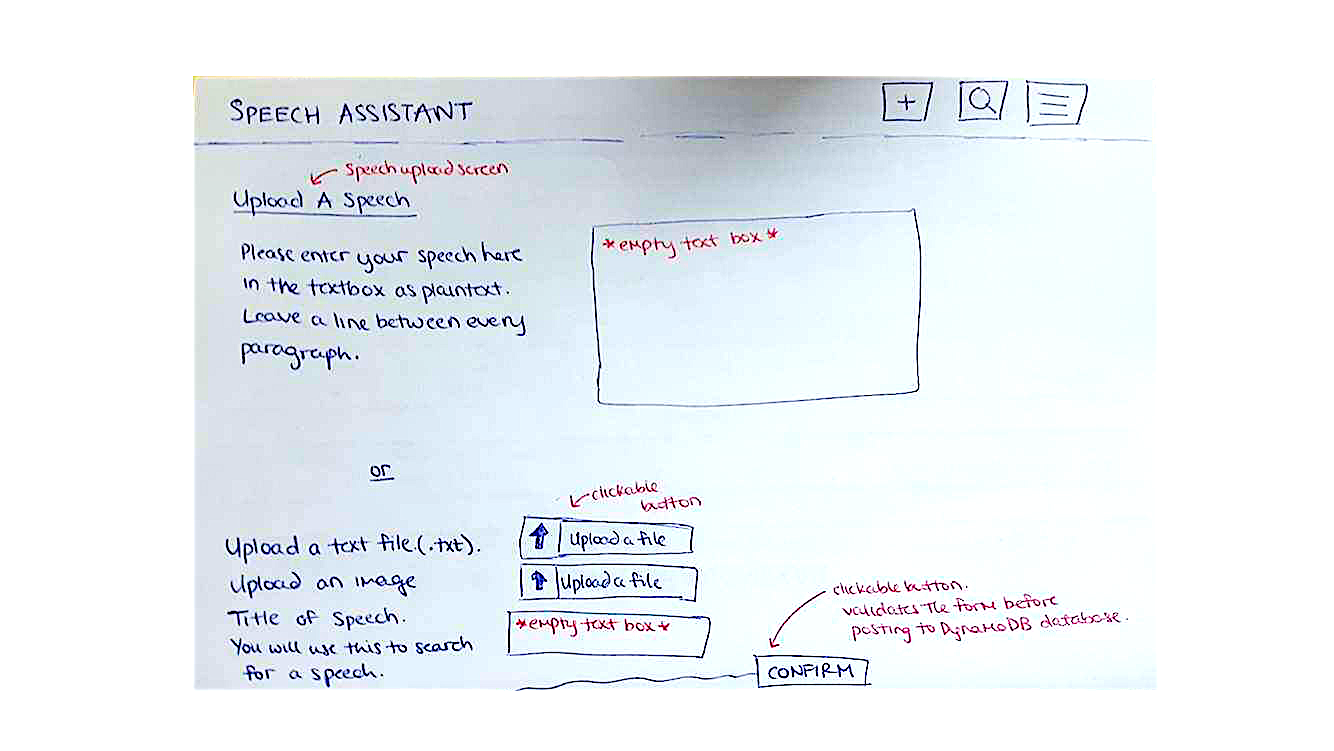 SPEECH ASSISTANT
+
Speech upload screen
Upload A Speech
Please enter your speech here
in the textbox as plaintext.
Leave a line between every
paragraph.
*empty text box*
or
clickable
button
Upload a text file.(.txt).
Upload a file
Upload an image
Upload a file
Title of Speech.
You will use this to search
for a speech.
*empty text box*
clickable button.
validates the form before
posting to DynamoDB database.
CONFIRM